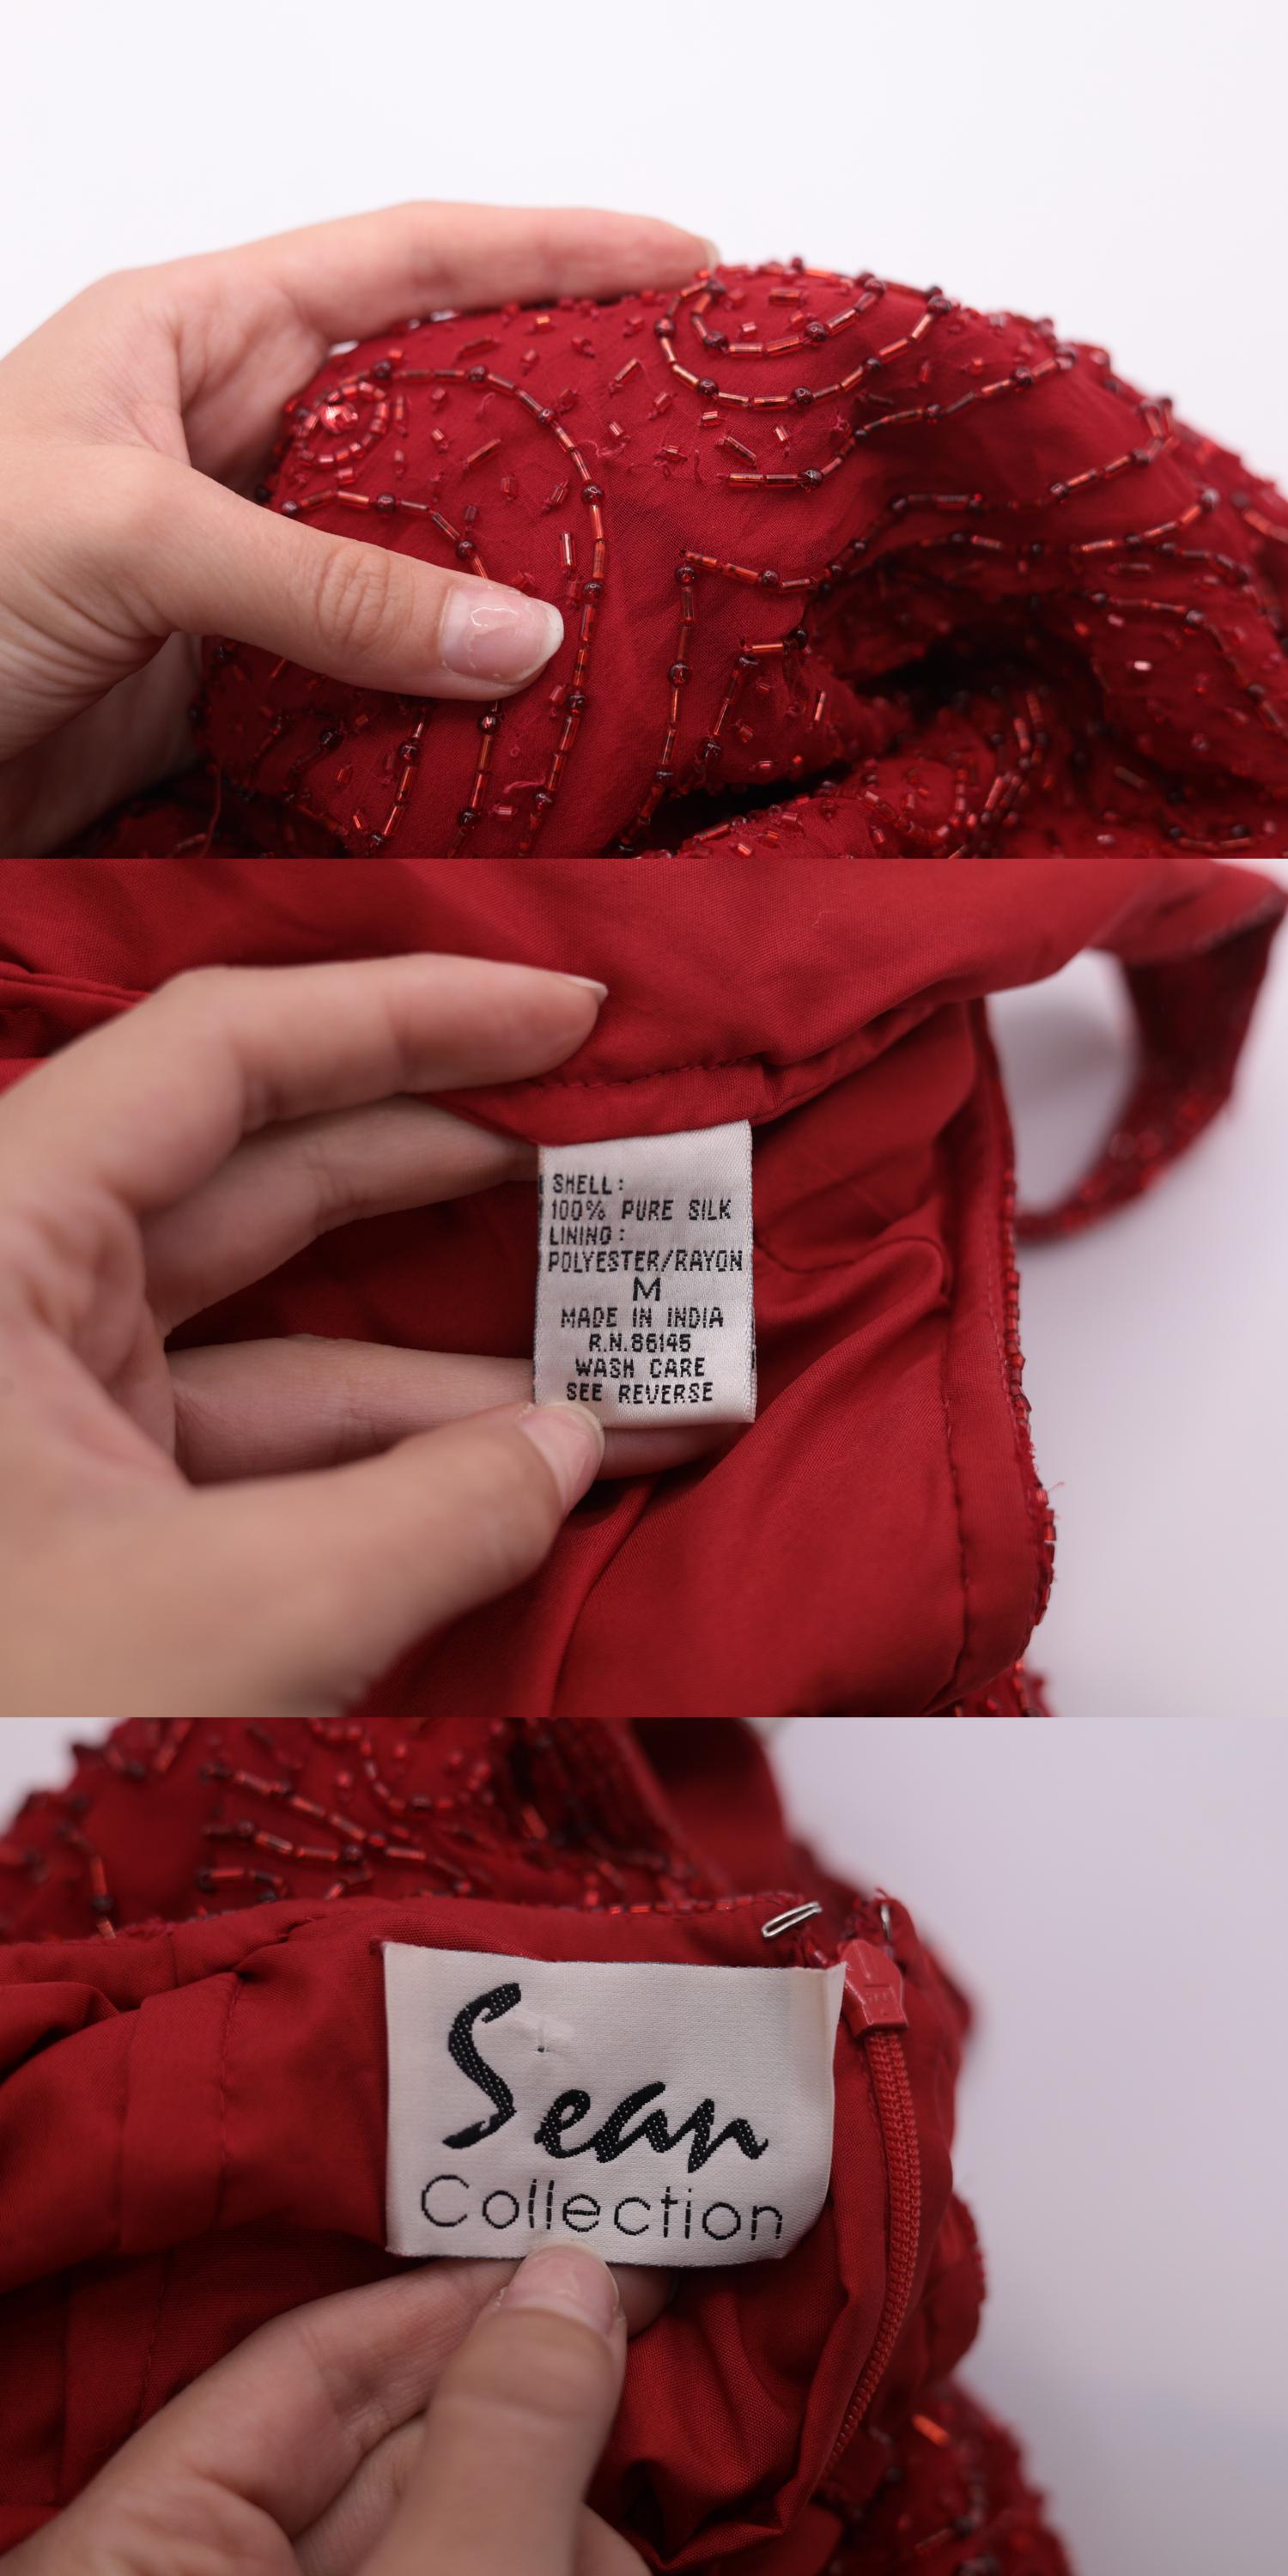 SHELL:
100% PURE SILK
LINING:
POLYESTER/RAYON
M
MADE IN INDIA
R.N.86145
WASH CARE
SEE REVERSE
Sean
Collection